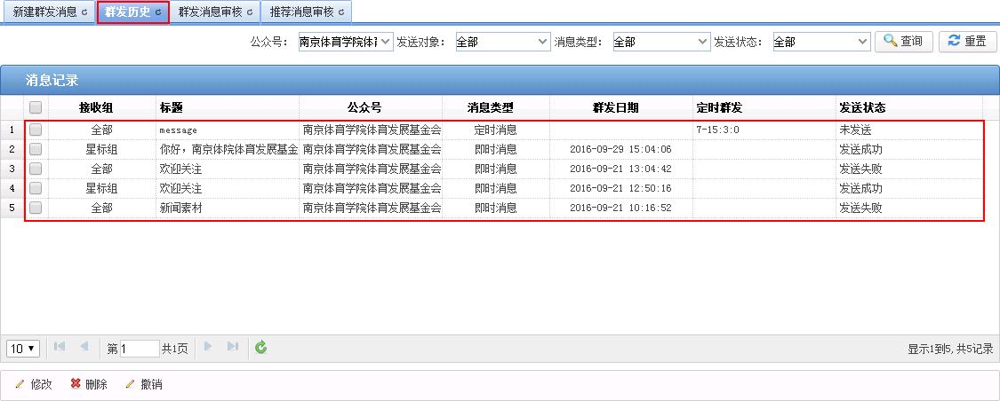 新建群发消息 群发历史 群发消息审核 推荐消息审核
公众号： 南京体育学院体育 发送对象： 全部 消息类型： 全部 发送状态： 全部 查询 重置
消息记录
接收组 标题 公众号 消息类型 群发日期 定时群发 发送状态
1 全部 message 南京体育学院体育发展基金会 定时消息 7-15:3:0 未发送
2 星标组 你好，南京体院体育发展基金 南京体育学院体育发展基金会 即时消息 2016-09-29 15:04:06 发送成功
3 全部 欢迎关注 南京体育学院体育发展基金会 即时消息 2016-09-21 13:04:42 发送失败
4 星标组 欢迎关注 南京体育学院体育发展基金会 即时消息 2016-09-21 12:50:16 发送成功
5 全部 新闻素材 南京体育学院体育发展基金会 即时消息 2016-09-21 10:16:52 发送失败
10 第 1 共1页 显示1到5, 共5记录
修改 删除 撤销